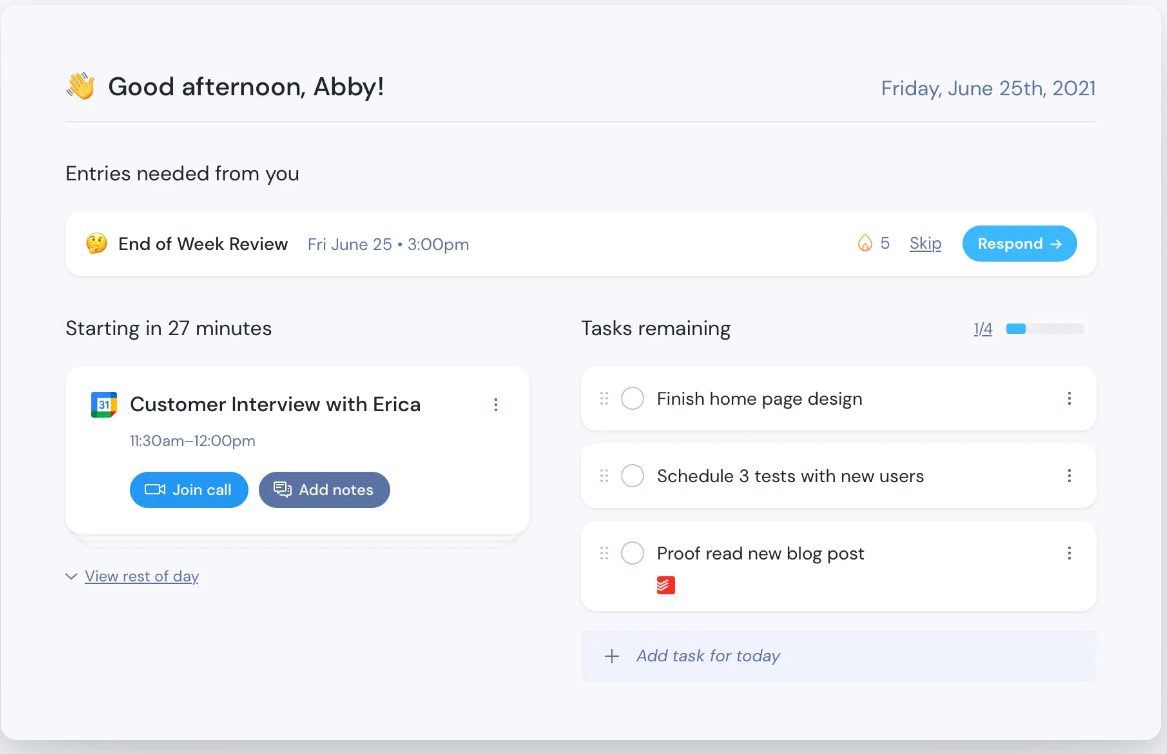 Good afternoon, Abby!
Friday, June 25th, 2021
Entries needed from you
End of Week Review Fri June 25 • 3:00pm
5 Skip Respond →
Starting in 27 minutes
31 Customer Interview with Erica
11:30am–12:00pm
Join call Add notes
View rest of day
Tasks remaining 1/4
Finish home page design
Schedule 3 tests with new users
Proof read new blog post
+ Add task for today